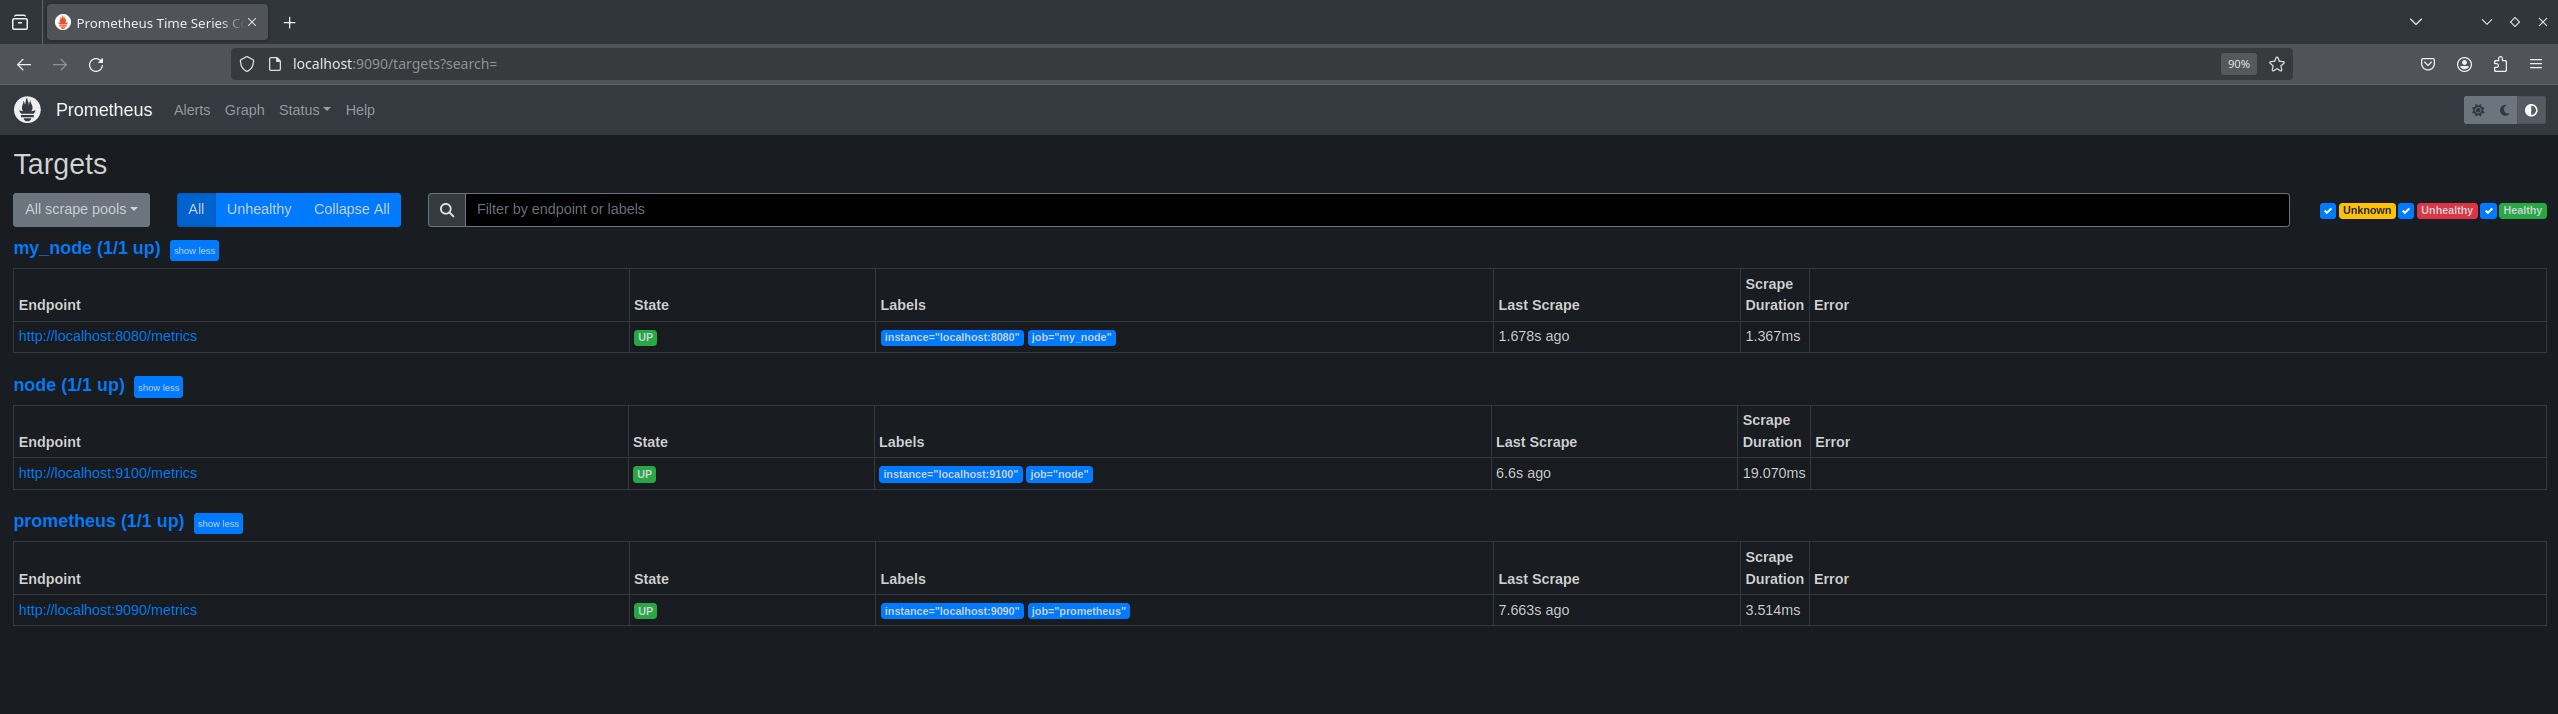 Prometheus Time Series C
localhost:9090/targets?search=
90%
Prometheus Alerts Graph Status Help
Targets
All scrape pools All Unhealthy Collapse All Filter by endpoint or labels Unknown Unhealthy Healthy
my_node (1/1 up) show less
Endpoint State Labels Last Scrape Scrape Duration Error
http://localhost:8080/metrics UP instance="localhost:8080" job="my_node" 1.678s ago 1.367ms
node (1/1 up) show less
Endpoint State Labels Last Scrape Scrape Duration Error
http://localhost:9100/metrics UP instance="localhost:9100" job="node" 6.6s ago 19.070ms
prometheus (1/1 up) show less
Endpoint State Labels Last Scrape Scrape Duration Error
http://localhost:9090/metrics UP instance="localhost:9090" job="prometheus" 7.663s ago 3.514ms